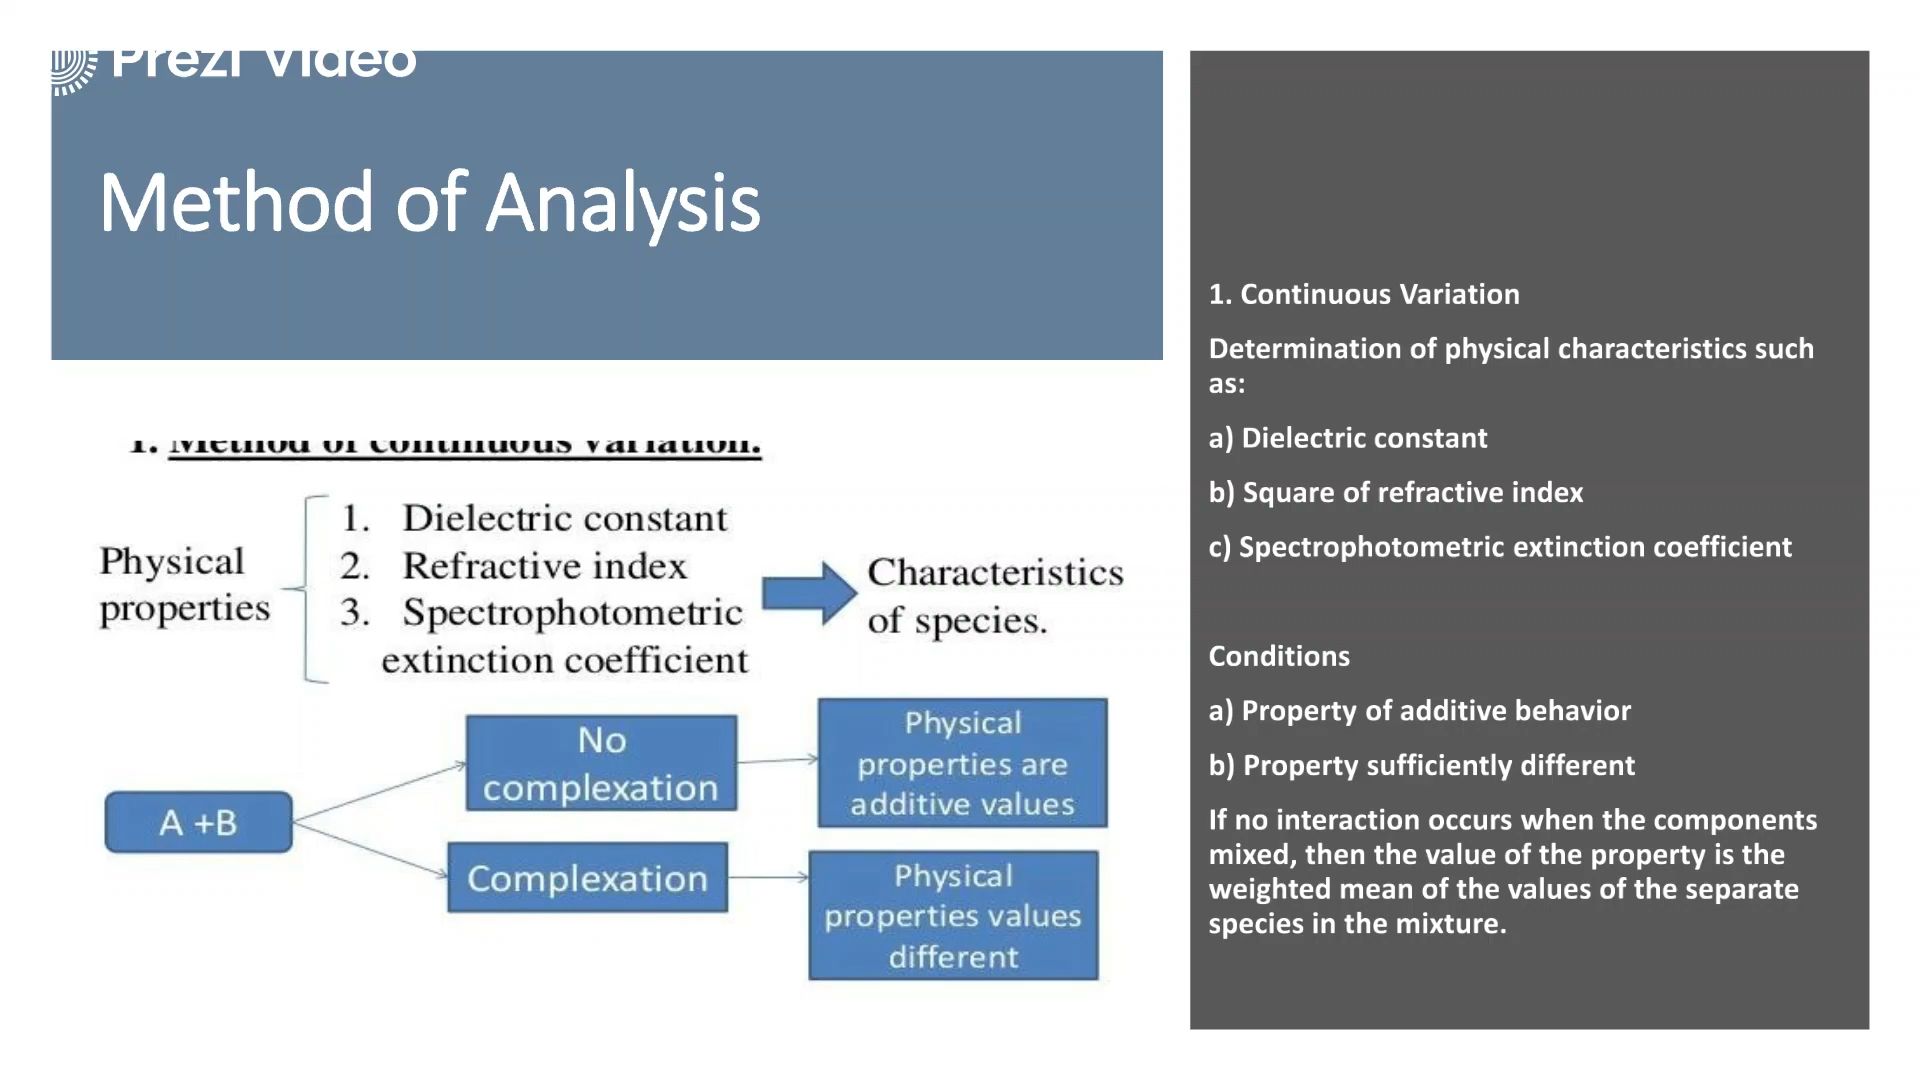 Prezi Video
Method of Analysis
1. Method of continuous variation.
Physical
properties
1. Dielectric constant
2. Refractive index
3. Spectrophotometric
extinction coefficient
Characteristics
of species.
A +B
No
complexation
Physical
properties are
additive values
Complexation
Physical
properties values
different
1. Continuous Variation
Determination of physical characteristics such
as:
a) Dielectric constant
b) Square of refractive index
c) Spectrophotometric extinction coefficient
Conditions
a) Property of additive behavior
b) Property sufficiently different
If no interaction occurs when the components
mixed, then the value of the property is the
weighted mean of the values of the separate
species in the mixture.